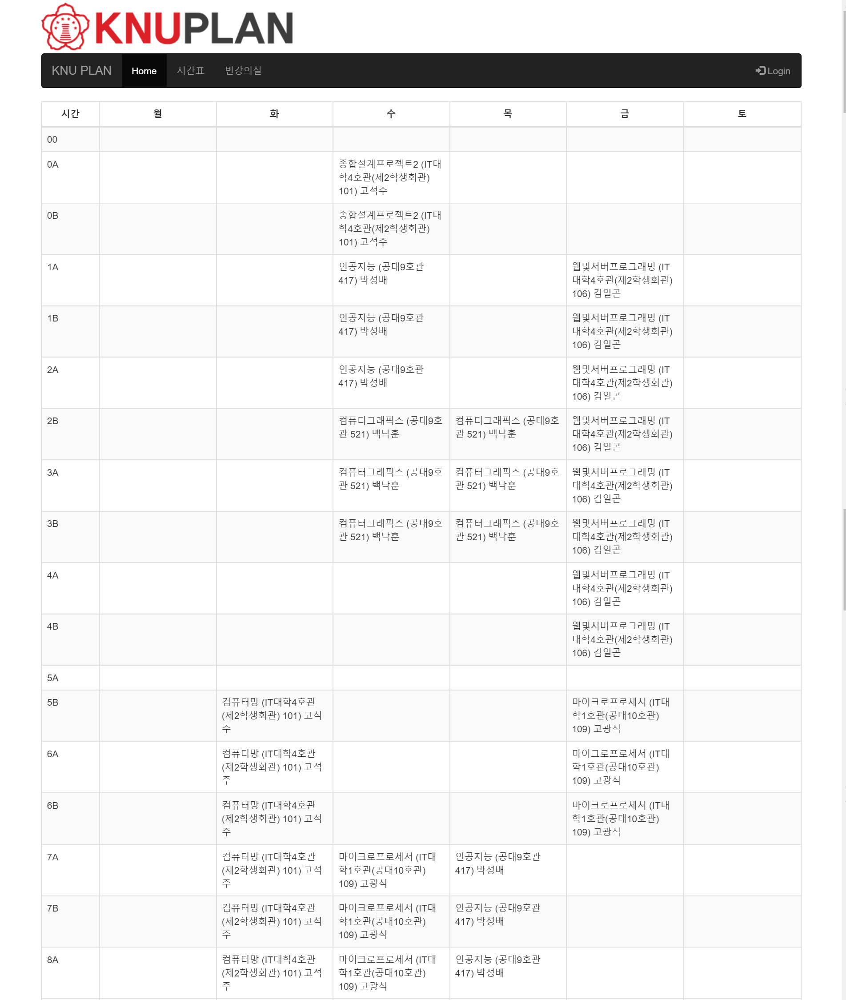 KNUPLAN
KNU PLAN Home 시간표 빈강의실 Login
시간 월 화 수 목 금 토
00
0A
종합설계프로젝트2 (IT대
학4호관(제2학생회관)
101) 고석주
0B
종합설계프로젝트2 (IT대
학4호관(제2학생회관)
101) 고석주
1A
인공지능 (공대9호관
417) 박성배
웹및서버프로그래밍 (IT
대학4호관(제2학생회관)
106) 김일곤
1B
인공지능 (공대9호관
417) 박성배
웹및서버프로그래밍 (IT
대학4호관(제2학생회관)
106) 김일곤
2A
인공지능 (공대9호관
417) 박성배
웹및서버프로그래밍 (IT
대학4호관(제2학생회관)
106) 김일곤
2B
컴퓨터그래픽스 (공대9호
관 521) 백낙훈
컴퓨터그래픽스 (공대9호
관 521) 백낙훈
웹및서버프로그래밍 (IT
대학4호관(제2학생회관)
106) 김일곤
3A
컴퓨터그래픽스 (공대9호
관 521) 백낙훈
컴퓨터그래픽스 (공대9호
관 521) 백낙훈
웹및서버프로그래밍 (IT
대학4호관(제2학생회관)
106) 김일곤
3B
컴퓨터그래픽스 (공대9호
관 521) 백낙훈
컴퓨터그래픽스 (공대9호
관 521) 백낙훈
웹및서버프로그래밍 (IT
대학4호관(제2학생회관)
106) 김일곤
4A
웹및서버프로그래밍 (IT
대학4호관(제2학생회관)
106) 김일곤
4B
웹및서버프로그래밍 (IT
대학4호관(제2학생회관)
106) 김일곤
5A
5B
컴퓨터망 (IT대학4호관
(제2학생회관) 101) 고석
주
마이크로프로세서 (IT대
학1호관(공대10호관)
109) 고광식
6A
컴퓨터망 (IT대학4호관
(제2학생회관) 101) 고석
주
마이크로프로세서 (IT대
학1호관(공대10호관)
109) 고광식
6B
컴퓨터망 (IT대학4호관
(제2학생회관) 101) 고석
주
마이크로프로세서 (IT대
학1호관(공대10호관)
109) 고광식
7A
컴퓨터망 (IT대학4호관
(제2학생회관) 101) 고석
주
마이크로프로세서 (IT대
학1호관(공대10호관)
109) 고광식
인공지능 (공대9호관
417) 박성배
7B
컴퓨터망 (IT대학4호관
(제2학생회관) 101) 고석
주
마이크로프로세서 (IT대
학1호관(공대10호관)
109) 고광식
인공지능 (공대9호관
417) 박성배
8A
컴퓨터망 (IT대학4호관
(제2학생회관) 101) 고석
주
마이크로프로세서 (IT대
학1호관(공대10호관)
109) 고광식
인공지능 (공대9호관
417) 박성배